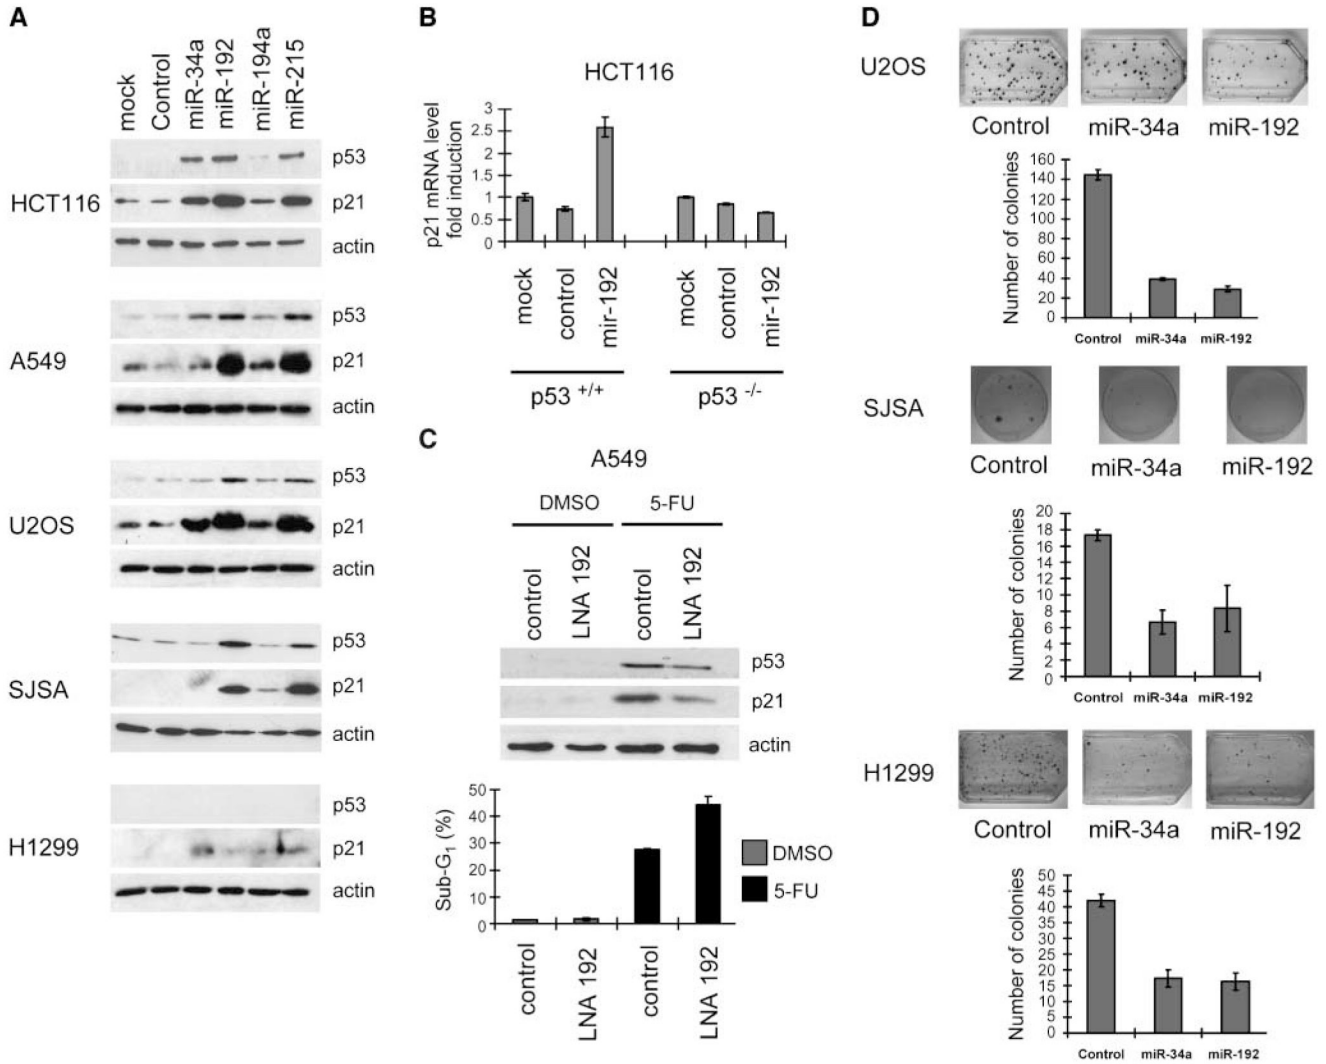 A
mock
Control
miR-34a
miR-192
miR-194a
miR-215
HCT116
p53
p21
actin
A549
p53
p21
actin
U2OS
p53
p21
actin
SJSA
p53
p21
actin
H1299
p53
p21
actin
B
HCT116
p21 mRNA level
fold induction
3
2.5
2
1.5
1
0.5
0
mock
control
mir-192
mock
control
mir-192
p53 +/+
p53 -/-
C
A549
DMSO
5-FU
control
LNA 192
control
LNA 192
p53
p21
actin
Sub-G1 (%)
50
40
30
20
10
0
DMSO
5-FU
control
LNA 192
control
LNA 192
D
U2OS
Control
miR-34a
miR-192
Number of colonies
160
140
120
100
80
60
40
20
0
Control
miR-34a
miR-192
SJSA
Control
miR-34a
miR-192
Number of colonies
20
18
16
14
12
10
8
6
4
2
0
Control
miR-34a
miR-192
H1299
Control
miR-34a
miR-192
Number of colonies
50
45
40
35
30
25
20
15
10
5
0
Control
miR-34a
miR-192